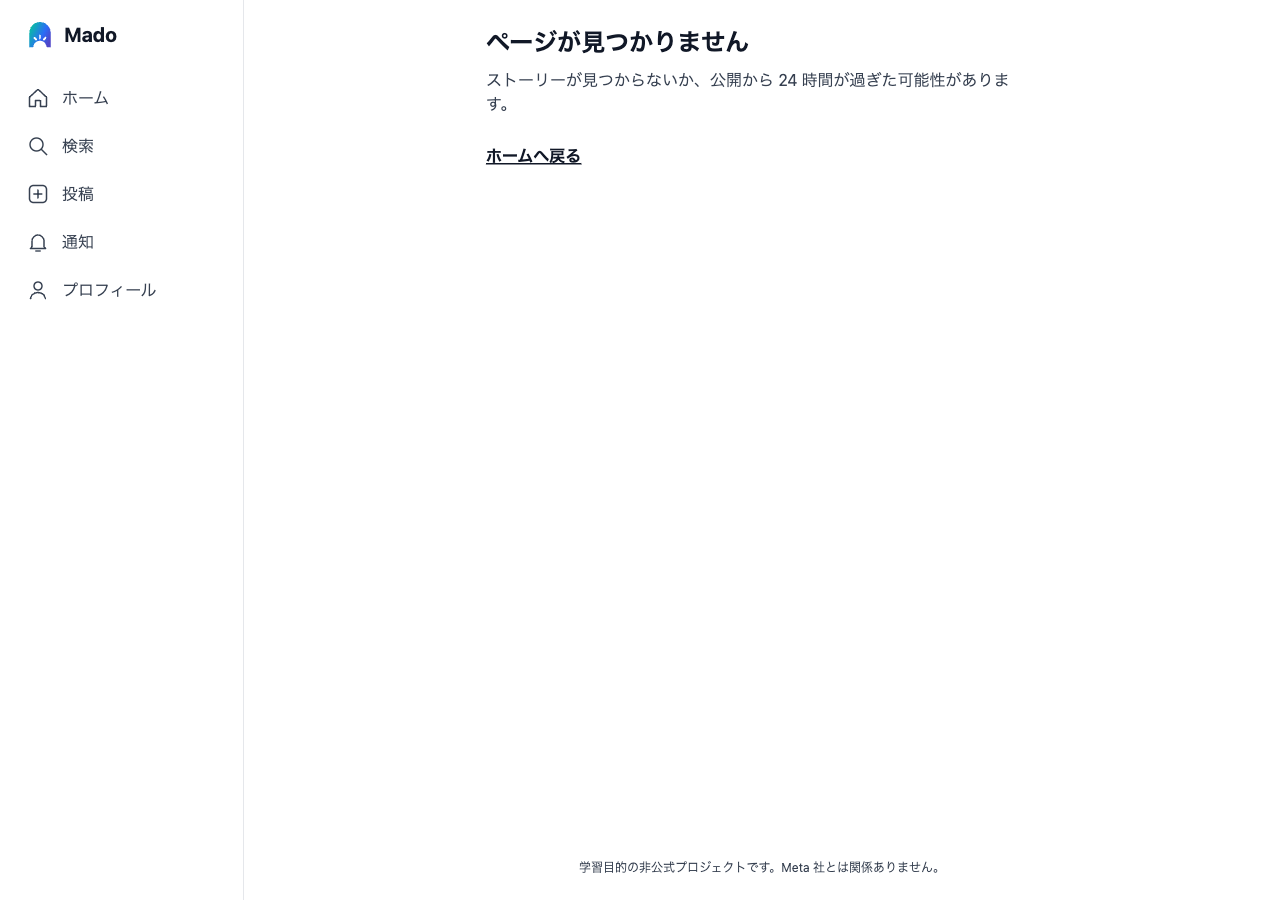 Mado
ホーム
検索
投稿
通知
プロフィール
ページが見つかりません
ストーリーが見つからないか、公開から 24 時間が過ぎた可能性がありま
す。
ホームへ戻る
学習目的の非公式プロジェクトです。Meta 社とは関係ありません。